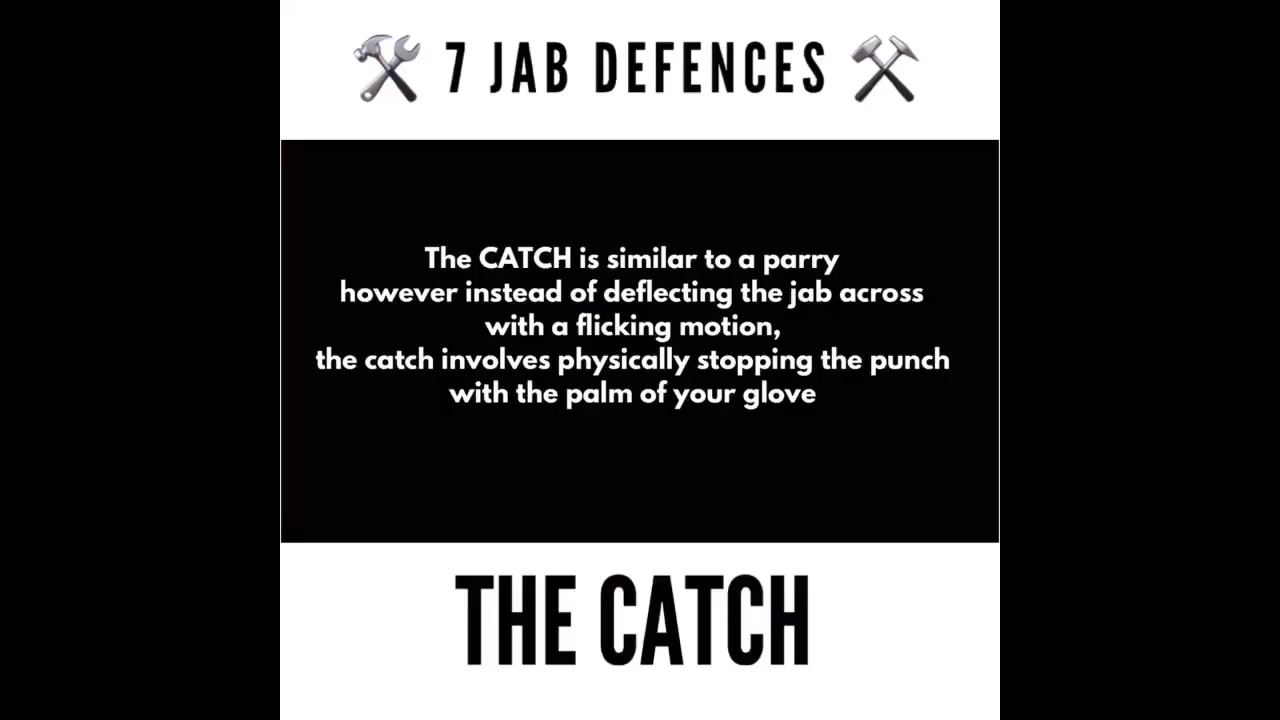 7 JAB DEFENCES
The CATCH is similar to a parry
however instead of deflecting the jab across
with a flicking motion,
the catch involves physically stopping the punch
with the palm of your glove
THE CATCH